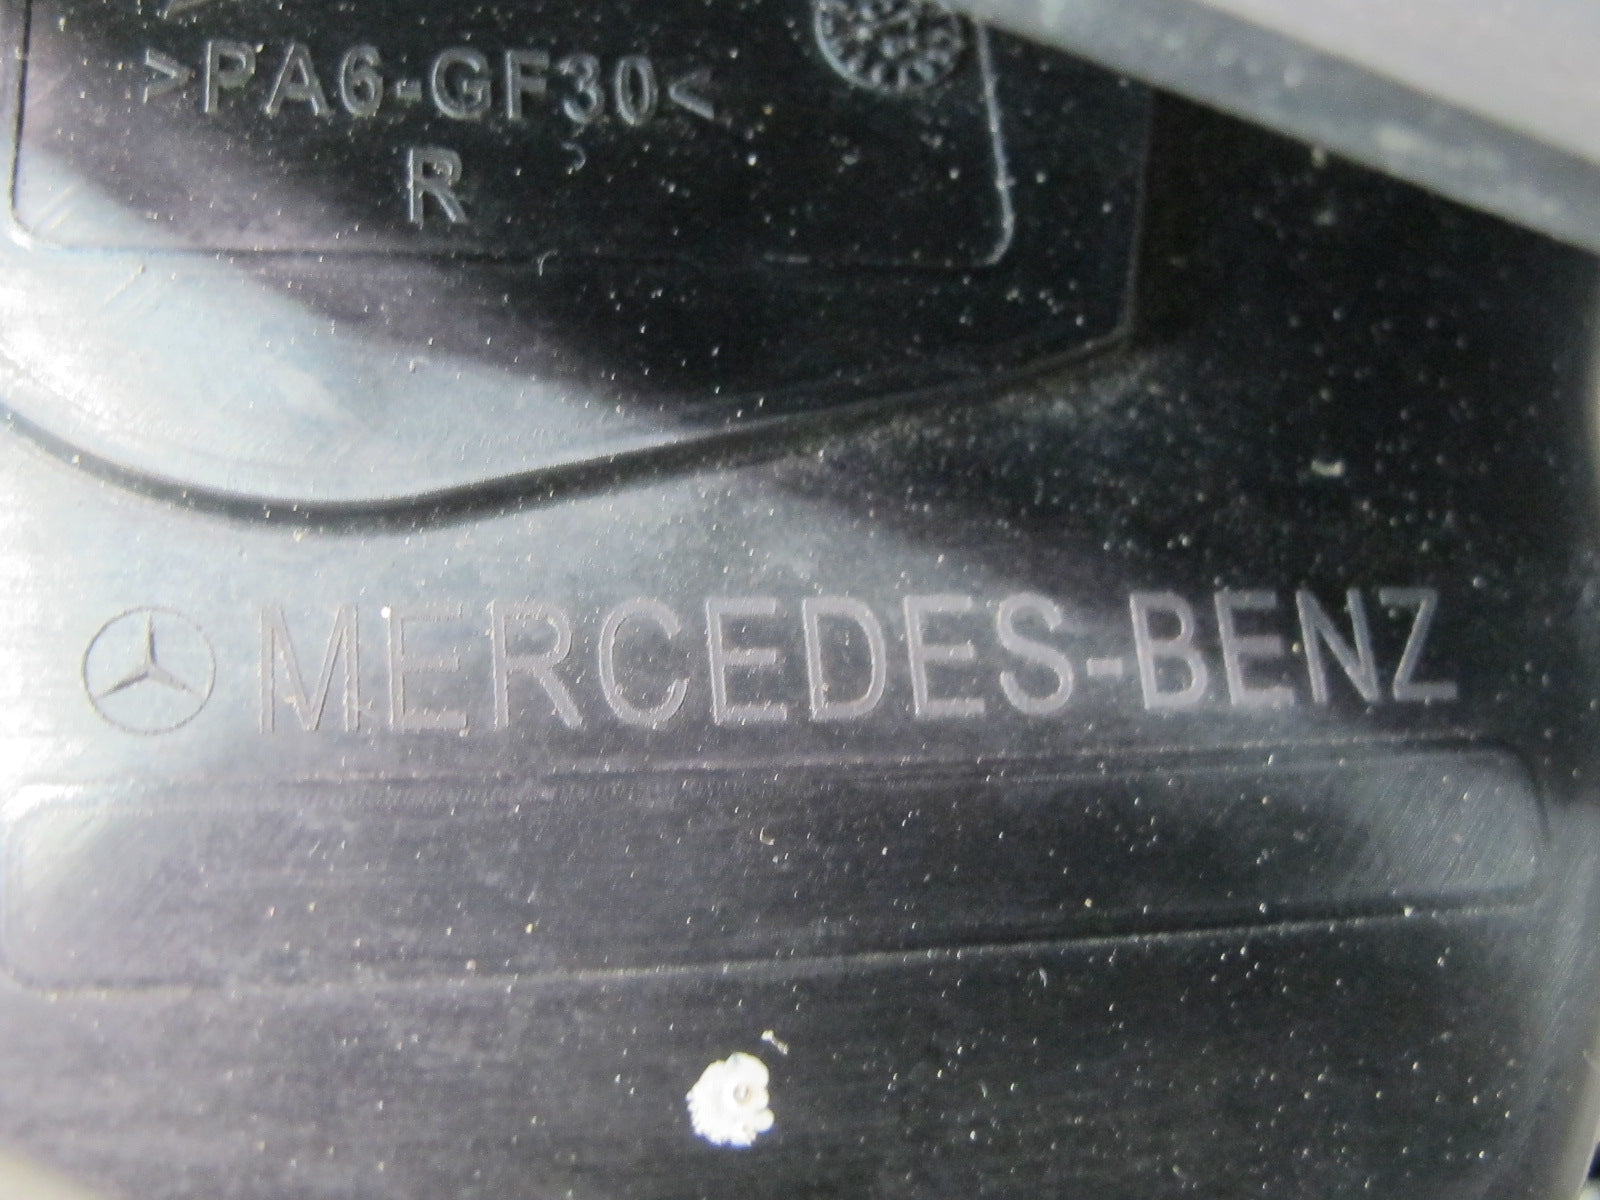 >PA6-GF30<
R
MERCEDES-BENZ